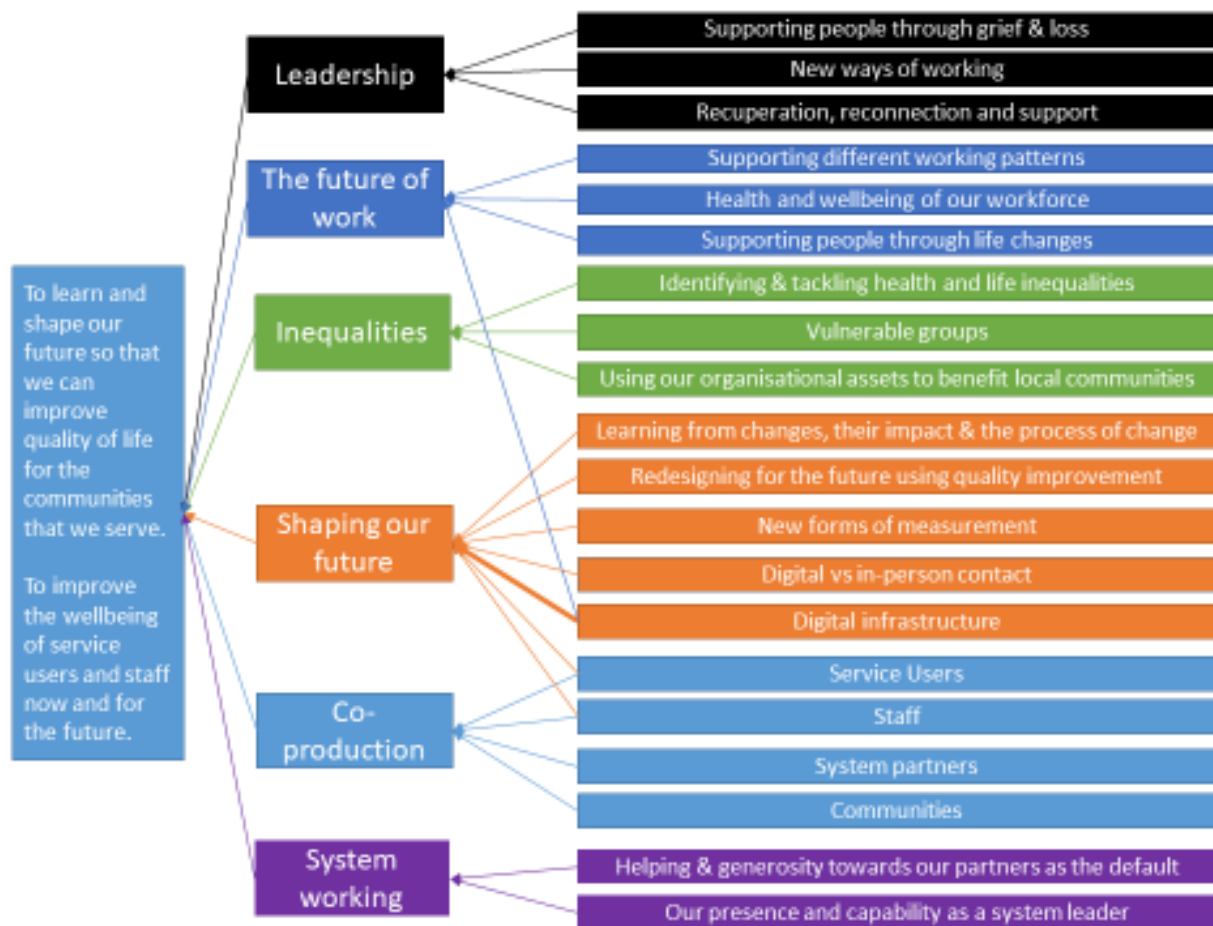 To learn and
shape our
future so that
we can
improve
quality of life
for the
communities
that we serve.
To improve
the wellbeing
of service
users and staff
now and for
the future.
Leadership
Supporting people through grief & loss
New ways of working
Recuperation, reconnection and support
The future of
work
Supporting different working patterns
Health and wellbeing of our workforce
Supporting people through life changes
Inequalities
Identifying & tackling health and life inequalities
Vulnerable groups
Using our organisational assets to benefit local communities
Shaping our
future
Learning from changes, their impact & the process of change
Redesigning for the future using quality improvement
New forms of measurement
Digital vs in-person contact
Digital infrastructure
Co-
production
Service Users
Staff
System partners
Communities
System
working
Helping & generosity towards our partners as the default
Our presence and capability as a system leader